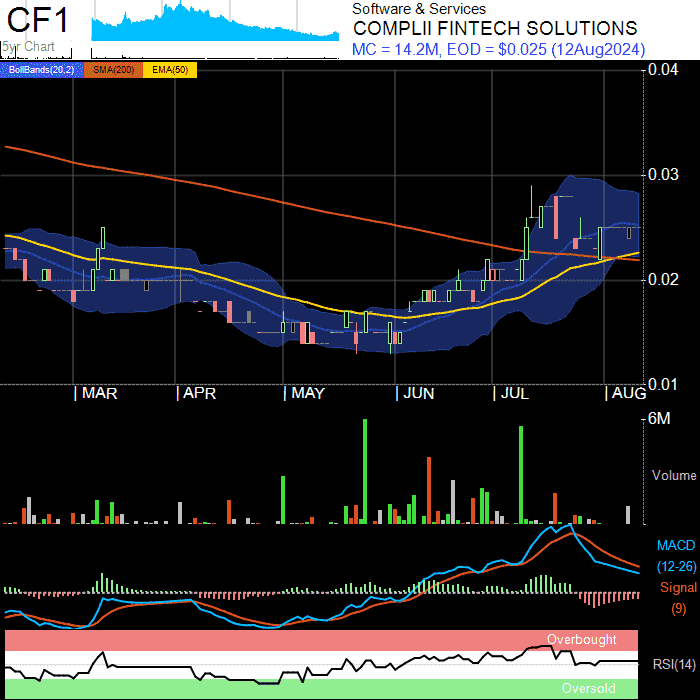 CF1
5yr Chart
Software & Services
COMPLII FINTECH SOLUTIONS
MC = 14.2M, EOD = $0.025 (12Aug2024)
BollBands(20,2) SMA(200) EMA(50)
0.04
0.03
0.02
0.01
MAR APR MAY JUN JUL AUG
6M
Volume
MACD
(12-26)
Signal
(9)
Overbought
RSI(14)
Oversold